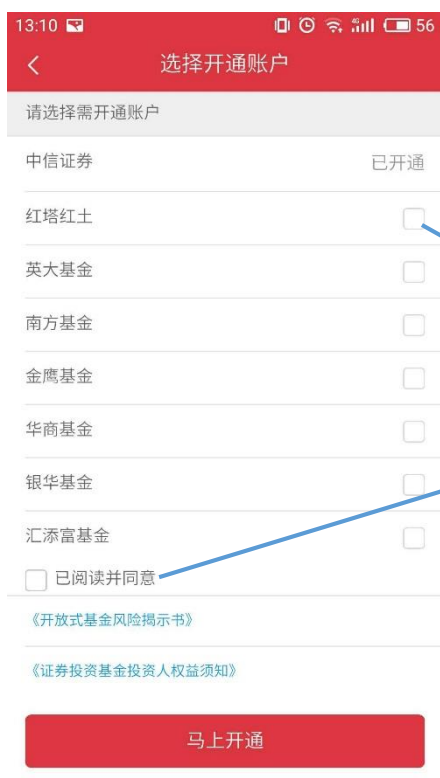 13:10 56
选择开通账户
请选择需开通账户
中信证券 已开通
红塔红土
英大基金
南方基金
金鹰基金
华商基金
银华基金
汇添富基金
已阅读并同意
《开放式基金风险揭示书》
《证券投资基金投资人权益须知》
马上开通